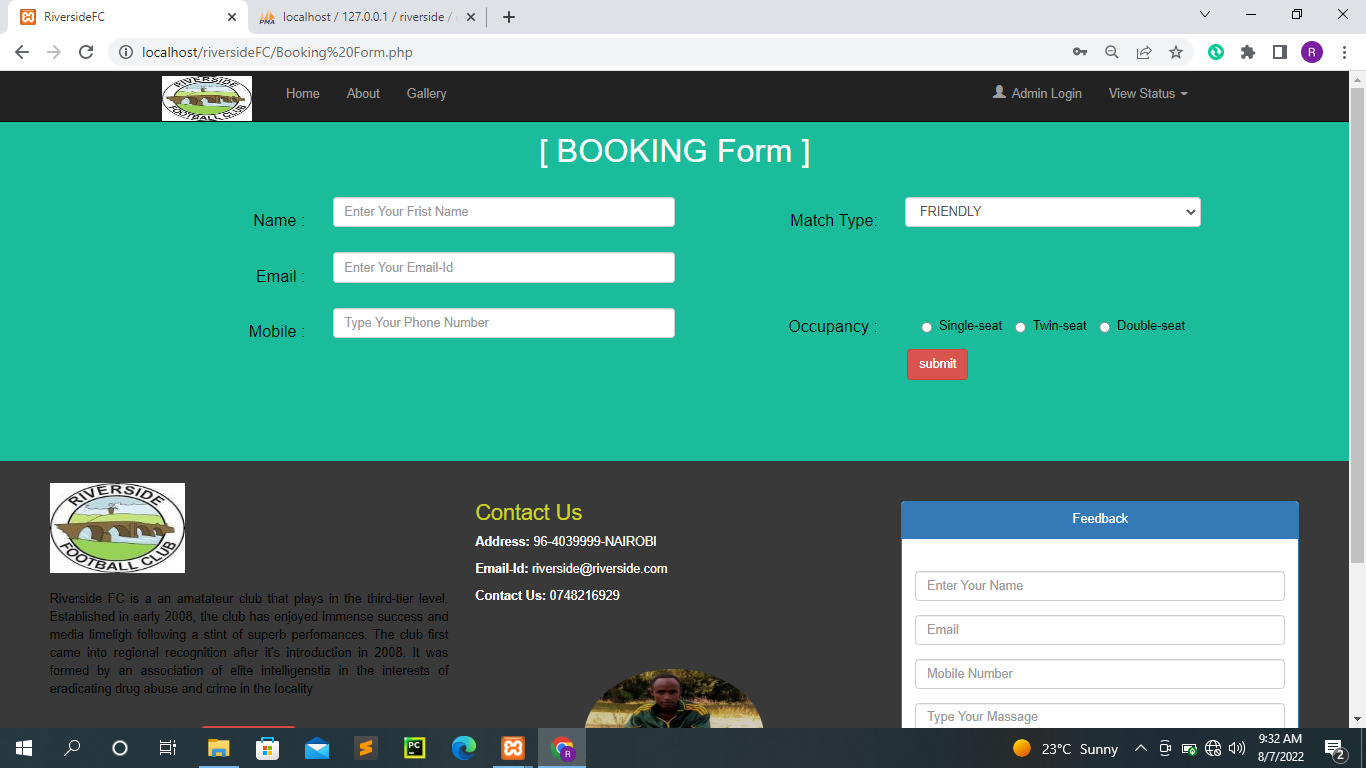 RiversideFC
localhost / 127.0.0.1 / riverside /
localhost/riversideFC/Booking%20Form.php
R
RIVERSIDE
FOOTBALL CLUB
Home
About
Gallery
Admin Login
View Status
[ BOOKING Form ]
Name :
Enter Your Frist Name
Match Type:
FRIENDLY
Email :
Enter Your Email-Id
Mobile :
Type Your Phone Number
Occupancy :
Single-seat
Twin-seat
Double-seat
submit
RIVERSIDE
FOOTBALL CLUB
Riverside FC is a an amatateur club that plays in the third-tier level.
Established in early 2008, the club has enjoyed immense success and
media limeligh following a stint of superb perfomances. The club first
came into regional recognition after it's introduction in 2008. It was
formed by an association of elite intelligenstia in the interests of
eradicating drug abuse and crime in the locality
Contact Us
Address: 96-4039999-NAIROBI
Email-Id: riverside@riverside.com
Contact Us: 0748216929
Feedback
Enter Your Name
Email
Mobile Number
Type Your Massage
PC
R
23°C Sunny
9:32 AM
8/7/2022
2